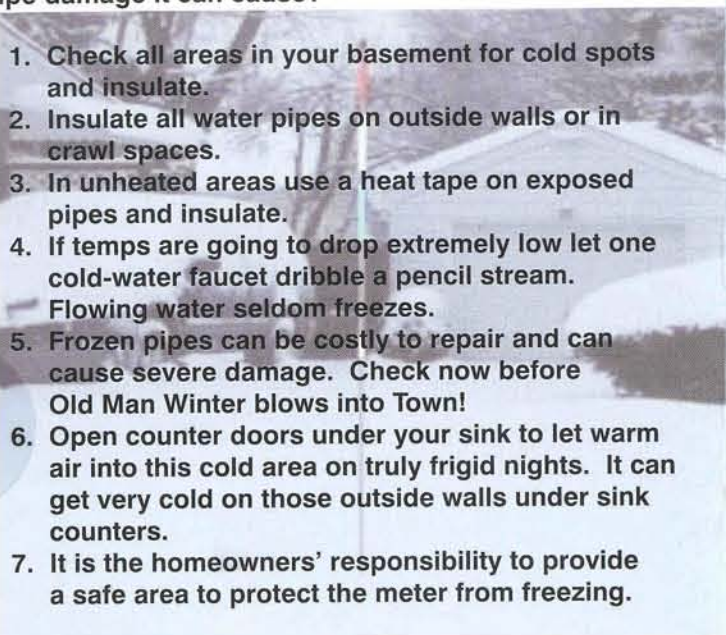 damage it can cause?
1. Check all areas in your basement for cold spots
and insulate.
2. Insulate all water pipes on outside walls or in
crawl spaces.
3. In unheated areas use a heat tape on exposed
pipes and insulate.
4. If temps are going to drop extremely low let one
cold-water faucet dribble a pencil stream.
Flowing water seldom freezes.
5. Frozen pipes can be costly to repair and can
cause severe damage. Check now before
Old Man Winter blows into Town!
6. Open counter doors under your sink to let warm
air into this cold area on truly frigid nights. It can
get very cold on those outside walls under sink
counters.
7. It is the homeowners' responsibility to provide
a safe area to protect the meter from freezing.